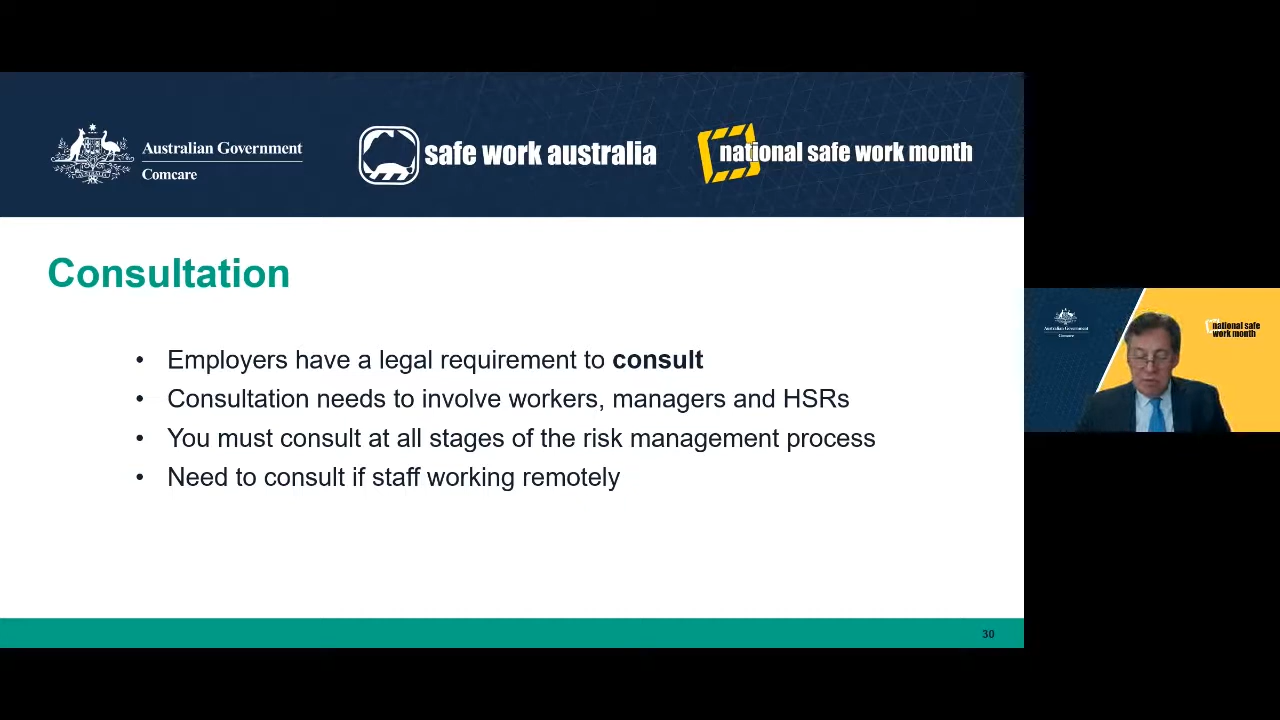 Australian Government
Comcare
safe work australia
national safe work month
Consultation
• Employers have a legal requirement to consult
• Consultation needs to involve workers, managers and HSRs
• You must consult at all stages of the risk management process
• Need to consult if staff working remotely
30
Australian Government
Comcare
national safe
work month